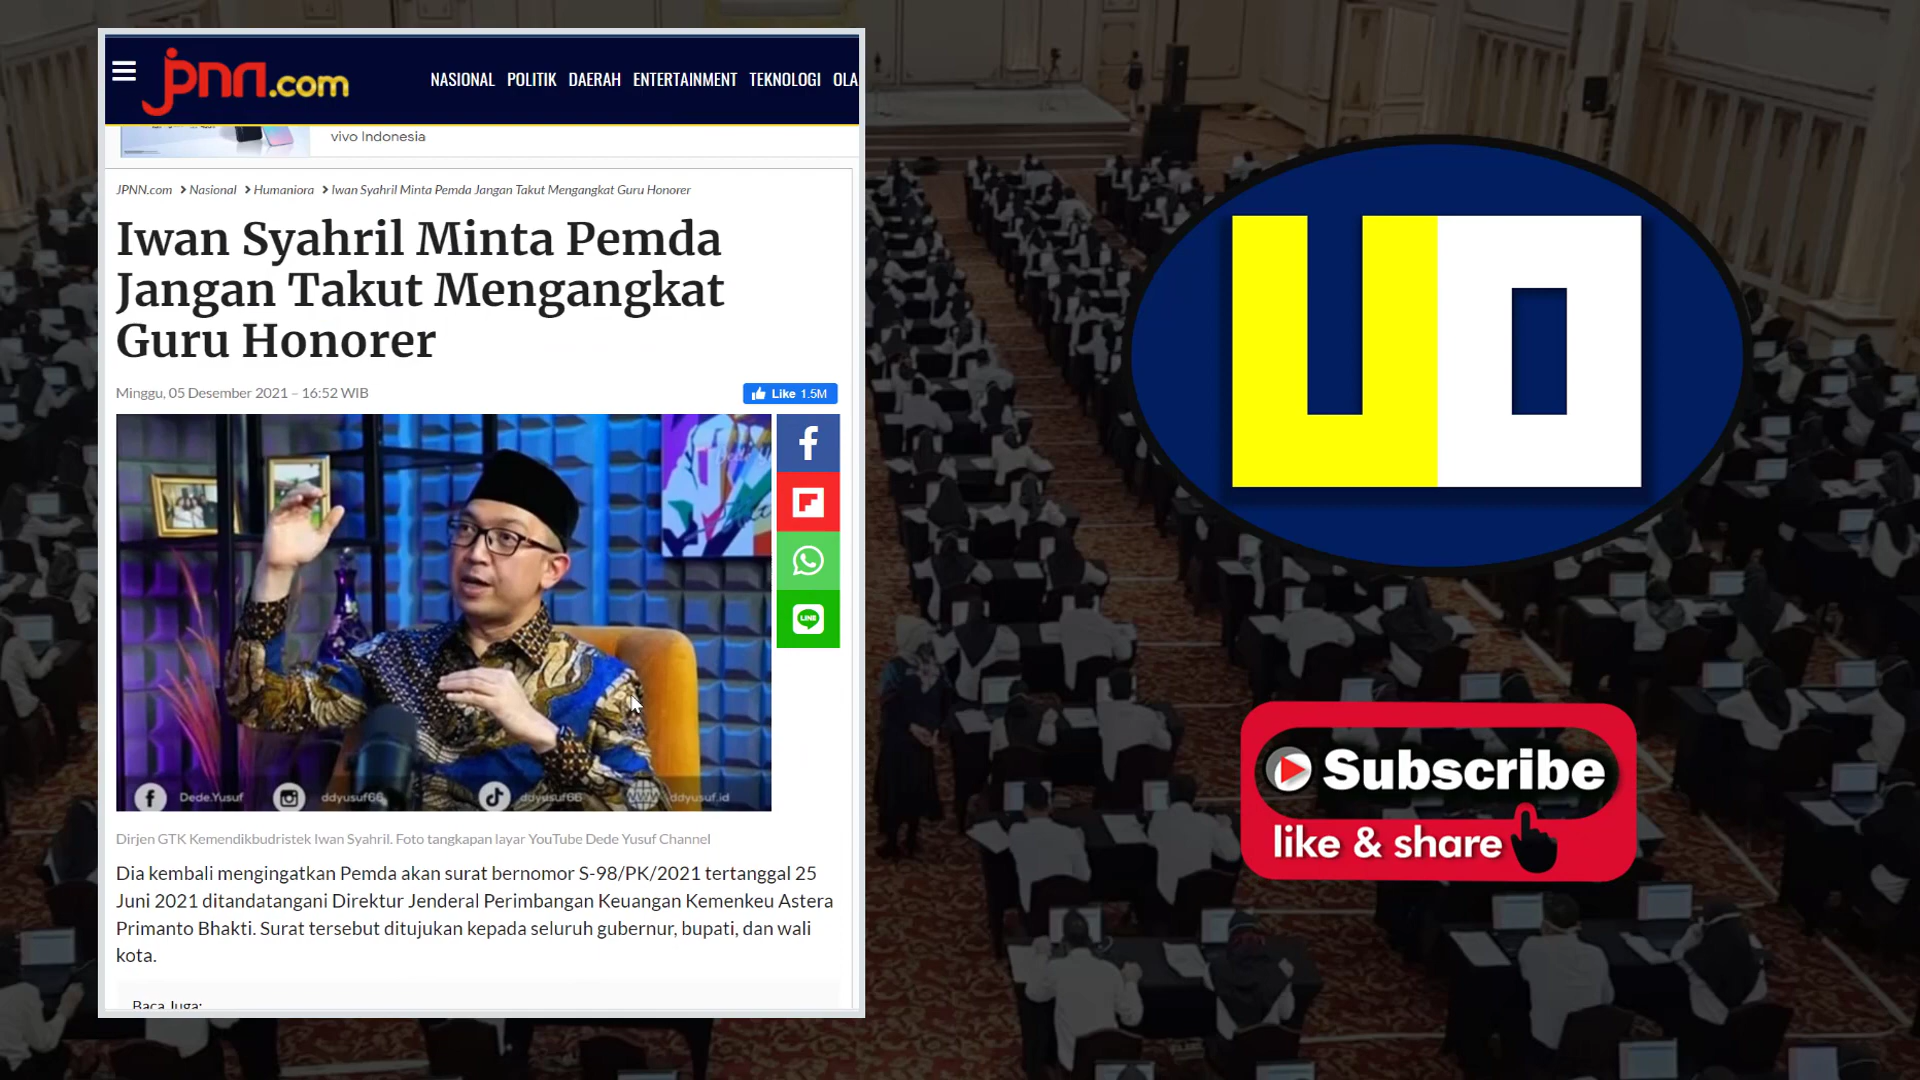 jpnn.com
NASIONAL POLITIK DAERAH ENTERTAINMENT TEKNOLOGI OLA
vivo Indonesia
JPNN.com > Nasional > Humaniora > Iwan Syahril Minta Pemda Jangan Takut Mengangkat Guru Honorer
Iwan Syahril Minta Pemda
Jangan Takut Mengangkat
Guru Honorer
Minggu, 05 Desember 2021 – 16:52 WIB
Like 1.5M
LINE
Dede.Yusuf ddyusuf66 ddyusuf66 ddyusuf.id
Dirjen GTK Kemendikbudristek Iwan Syahril. Foto tangkapan layar YouTube Dede Yusuf Channel
Dia kembali mengingatkan Pemda akan surat bernomor S-98/PK/2021 tertanggal 25
Juni 2021 ditandatangani Direktur Jenderal Perimbangan Keuangan Kemenkeu Astera
Primanto Bhakti. Surat tersebut ditujukan kepada seluruh gubernur, bupati, dan wali
kota.
Baca Juga:
UO
Subscribe
like & share